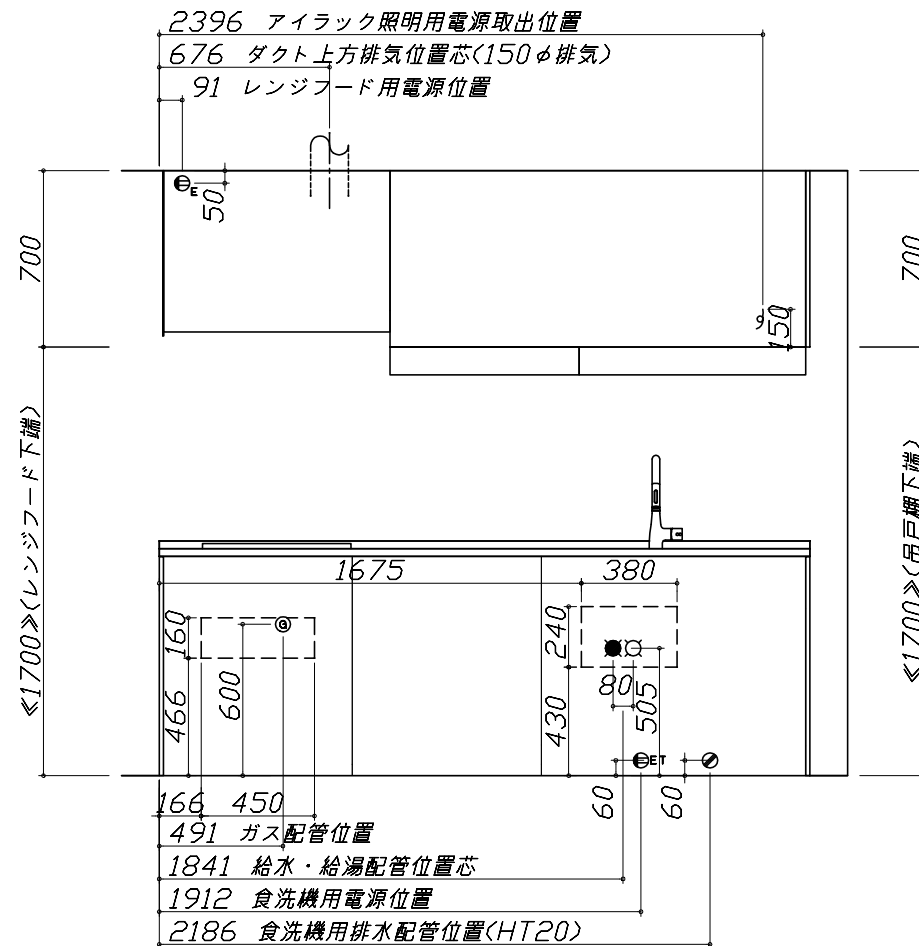 2396 アイラック照明用電源取出位置
676 ダクト上方排気位置芯(150φ排気)
91 レンジフード用電源位置
E
50
700
700
150
≪1700≫(レンジフード下端)
≪1700≫(吊戸棚下端)
1675
380
160
G
240
466
600
80
430
505
ET
60
60
166
450
491 ガス配管位置
1841 給水・給湯配管位置芯
1912 食洗機用電源位置
2186 食洗機用排水配管位置(HT20)